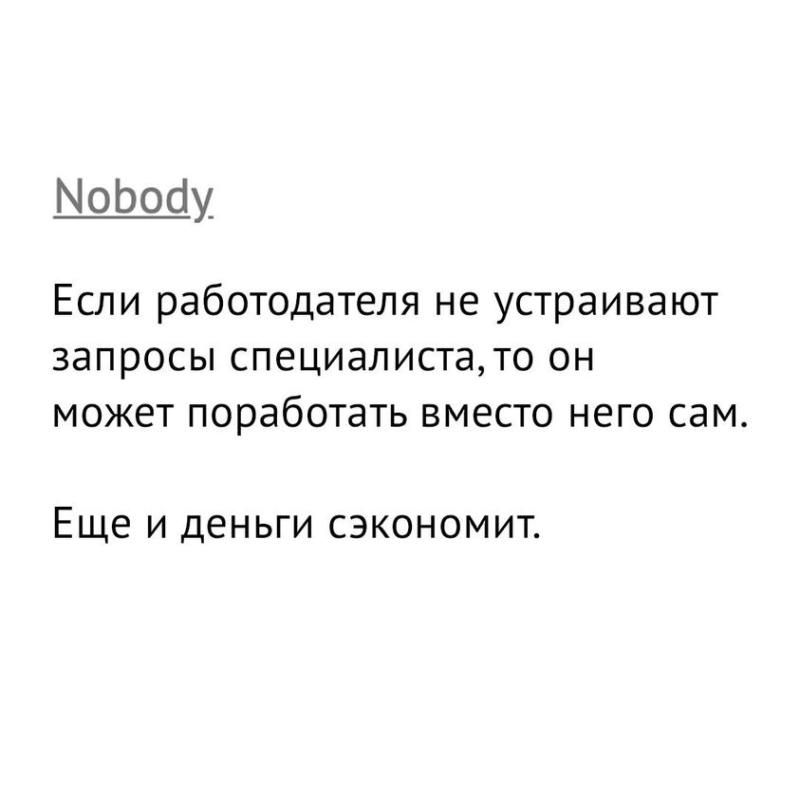 Nobody
Если работодателя не устраивают
запросы специалиста, то он
может поработать вместо него сам.
Еще и деньги сэкономит.